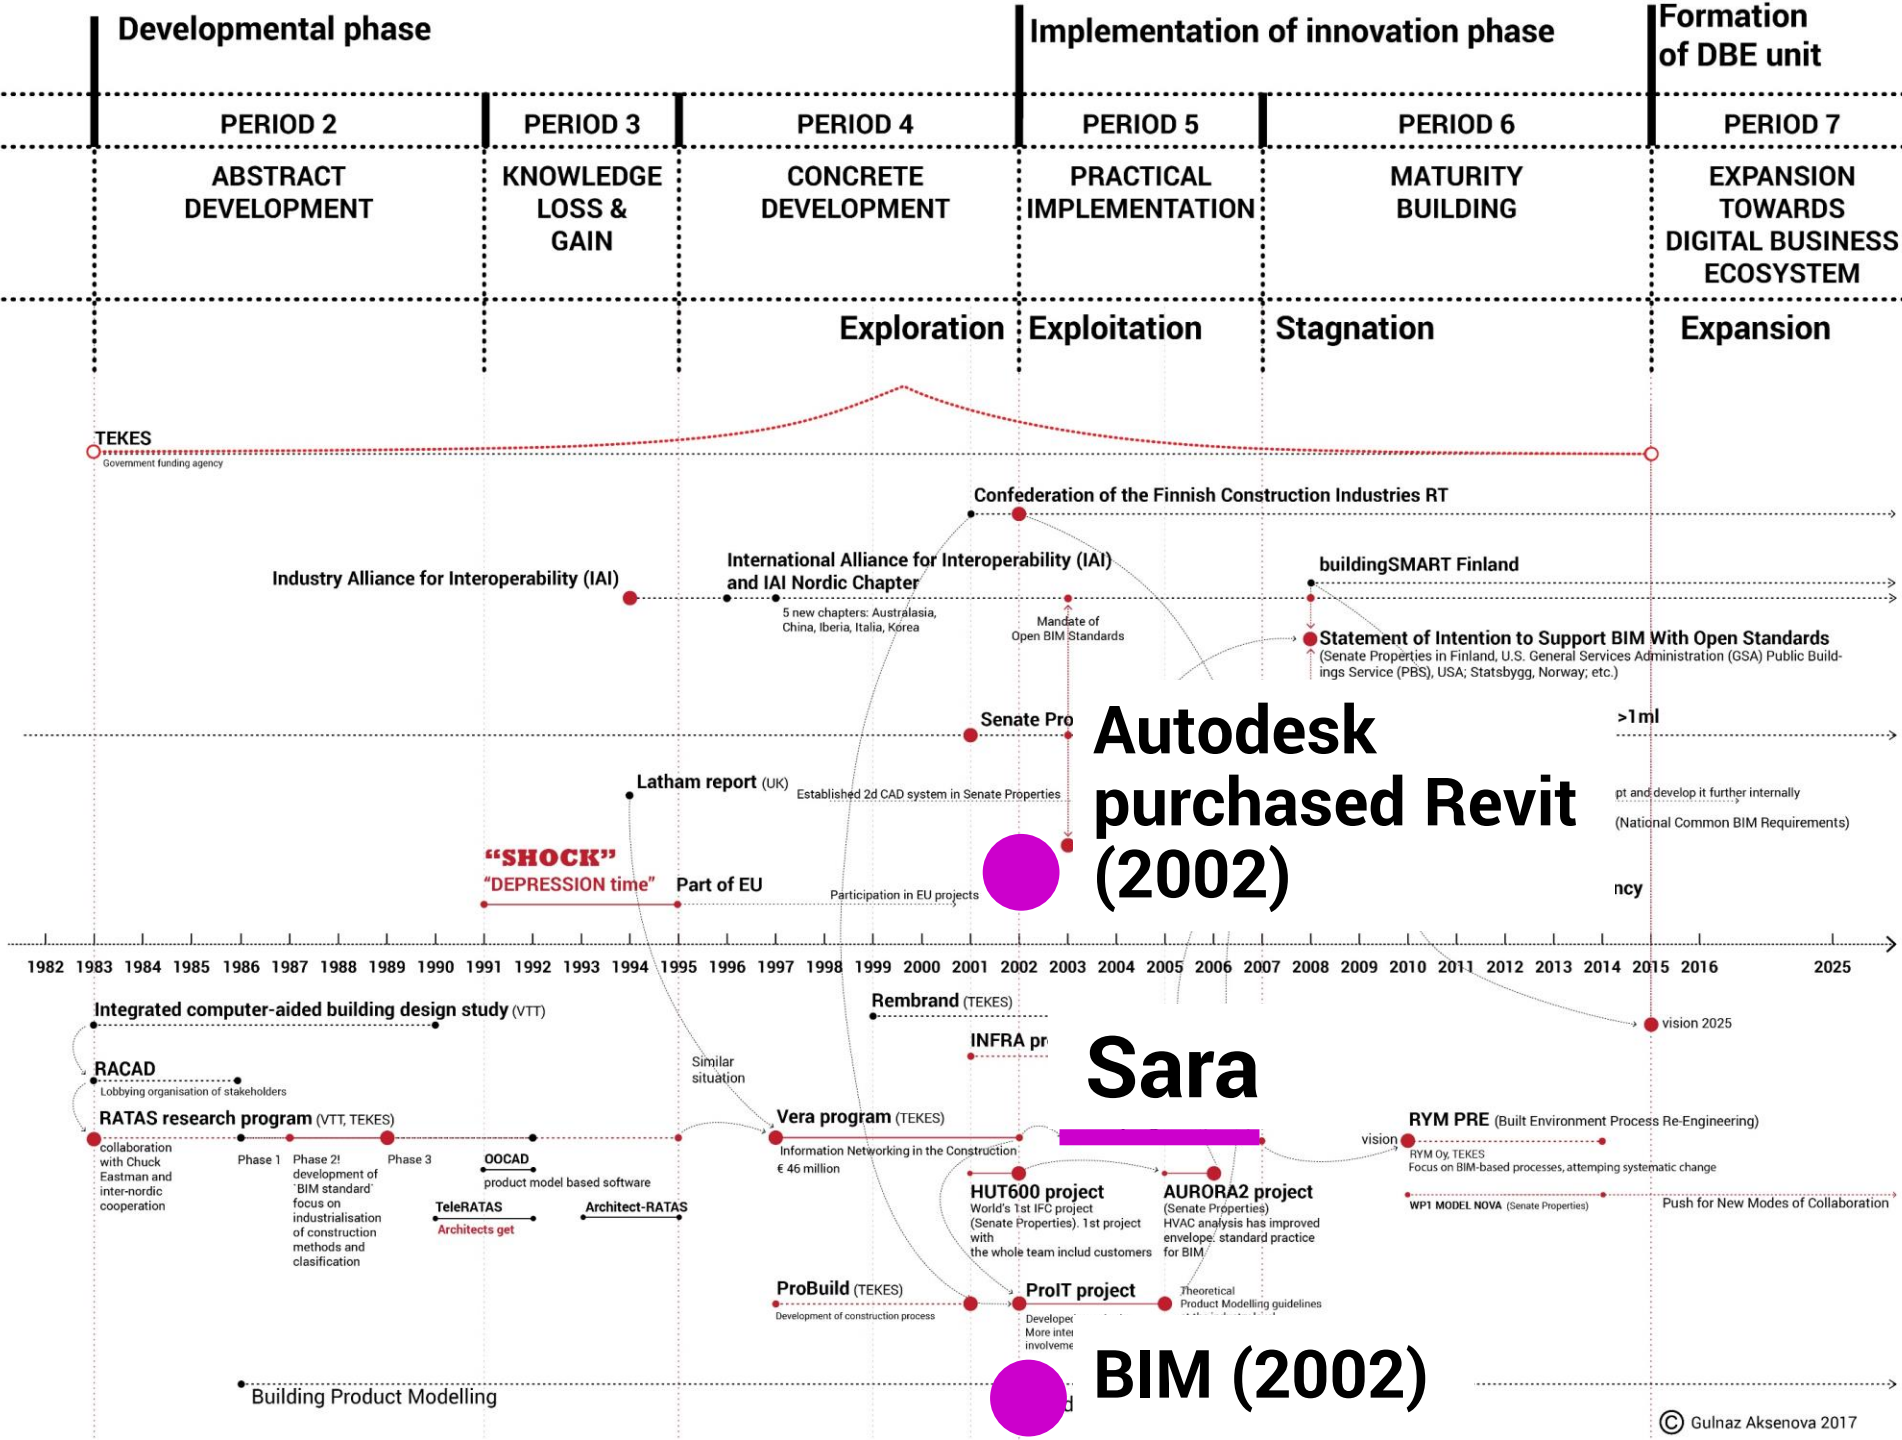 Developmental phase
Implementation of innovation phase
Formation
of DBE unit
PERIOD 2
PERIOD 3
PERIOD 4
PERIOD 5
PERIOD 6
PERIOD 7
ABSTRACT
DEVELOPMENT
KNOWLEDGE
LOSS &
GAIN
CONCRETE
DEVELOPMENT
PRACTICAL
IMPLEMENTATION
MATURITY
BUILDING
EXPANSION
TOWARDS
DIGITAL BUSINESS
ECOSYSTEM
Exploration
Exploitation
Stagnation
Expansion
TEKES
Government funding agency
Confederation of the Finnish Construction Industries RT
Industry Alliance for Interoperability (IAI)
International Alliance for Interoperability (IAI)
and IAI Nordic Chapter
5 new chapters: Australasia,
China, Iberia, Italia, Korea
Mandate of
Open BIM Standards
buildingSMART Finland
Statement of Intention to Support BIM With Open Standards
(Senate Properties in Finland, U.S. General Services Administration (GSA) Public Build-
ings Service (PBS), USA; Statsbygg, Norway; etc.)
Senate Pro
>1ml
Autodesk
purchased Revit
(2002)
Latham report (UK)
Established 2d CAD system in Senate Properties
pt and develop it further internally
(National Common BIM Requirements)
“SHOCK”
“DEPRESSION time”
Part of EU
Participation in EU projects
ncy
1982 1983 1984 1985 1986 1987 1988 1989 1990 1991 1992 1993 1994 1995 1996 1997 1998 1999 2000 2001 2002 2003 2004 2005 2006 2007 2008 2009 2010 2011 2012 2013 2014 2015 2016 2025
Integrated computer-aided building design study (VTT)
Rembrand (TEKES)
vision 2025
INFRA pr
Sara
RACAD
Lobbying organisation of stakeholders
Similar
situation
RATAS research program (VTT, TEKES)
collaboration
with Chuck
Eastman and
inter-nordic
cooperation
Phase 1
Phase 2!
development of
'BIM standard'
focus on
industrialisation
of construction
methods and
clasification
Phase 3
OOCAD
product model based software
TeleRATAS
Architects get
Architect-RATAS
Vera program (TEKES)
Information Networking in the Construction
€ 46 million
HUT600 project
World's 1st IFC project
(Senate Properties). 1st project
with
the whole team includ customers
AURORA2 project
(Senate Properties)
HVAC analysis has improved
envelope. standard practice
for BIM
vision
RYM PRE (Built Environment Process Re-Engineering)
RYM Oy, TEKES
Focus on BIM-based processes, attemping systematic change
WP1 MODEL NOVA (Senate Properties)
Push for New Modes of Collaboration
ProBuild (TEKES)
Development of construction process
ProIT project
Developed
More inter
involveme
Theoretical
Product Modelling guidelines
Building Product Modelling
BIM (2002)
d
© Gulnaz Aksenova 2017